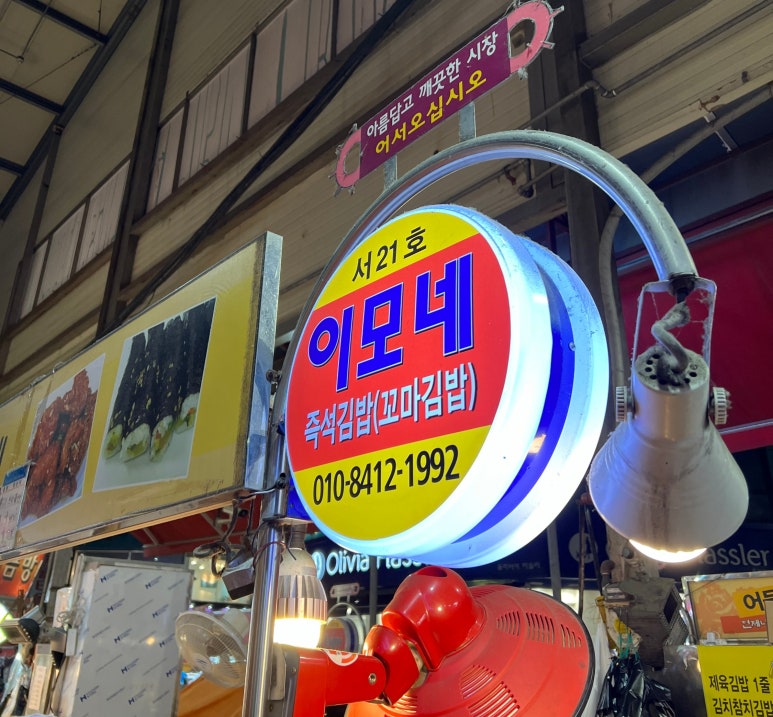 아름답고 깨끗한 시장
어서오십시오
서 21 호
이모네
즉석김밥(꼬마김밥)
010-8412-1992
Olivia Hassler
제육김밥 1줄
김치참치김밥